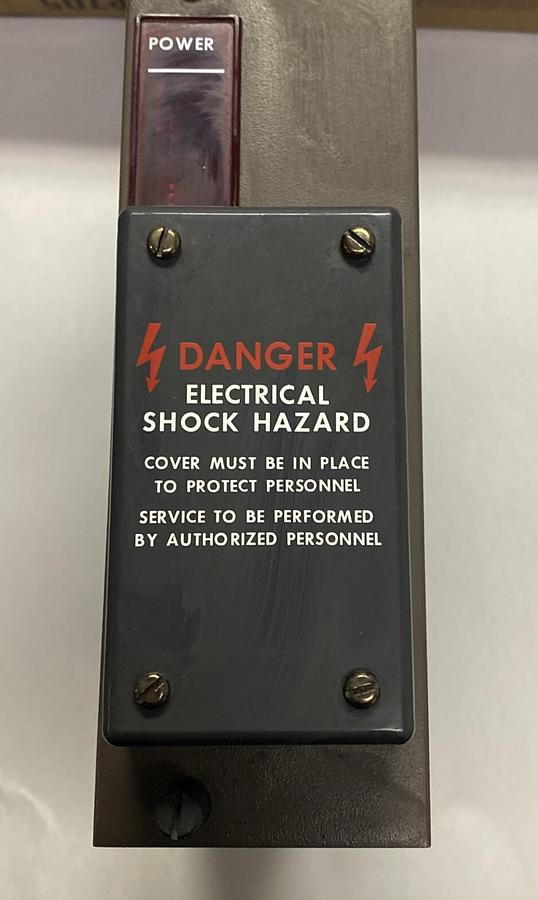 POWER
DANGER
ELECTRICAL
SHOCK HAZARD
COVER MUST BE IN PLACE
TO PROTECT PERSONNEL
SERVICE TO BE PERFORMED
BY AUTHORIZED PERSONNEL